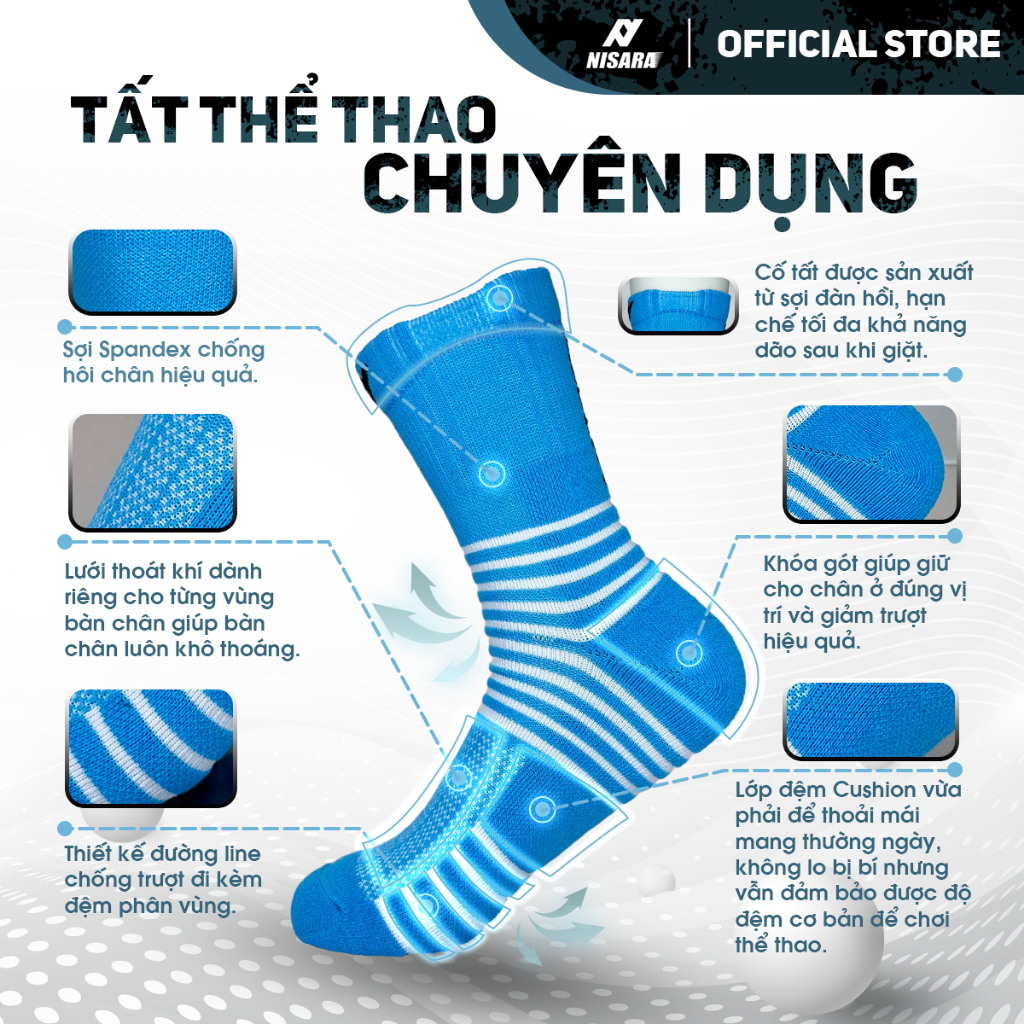 NISARA
OFFICIAL STORE
TẤT THỂ THAO
CHUYÊN DỤNG
Sợi Spandex chống
hôi chân hiệu quả.
Cổ tất được sản xuất
từ sợi đàn hồi, hạn
chế tối đa khả năng
dão sau khi giặt.
Lưới thoát khí dành
riêng cho từng vùng
bàn chân giúp bàn
chân luôn khô thoáng.
Khóa gót giúp giữ
cho chân ở đúng vị
trí và giảm trượt
hiệu quả.
Thiết kế đường line
chống trượt đi kèm
đệm phân vùng.
Lớp đệm Cushion vừa
phải để thoải mái
mang thường ngày,
không lo bị bí nhưng
vẫn đảm bảo được độ
đệm cơ bản để chơi
thể thao.